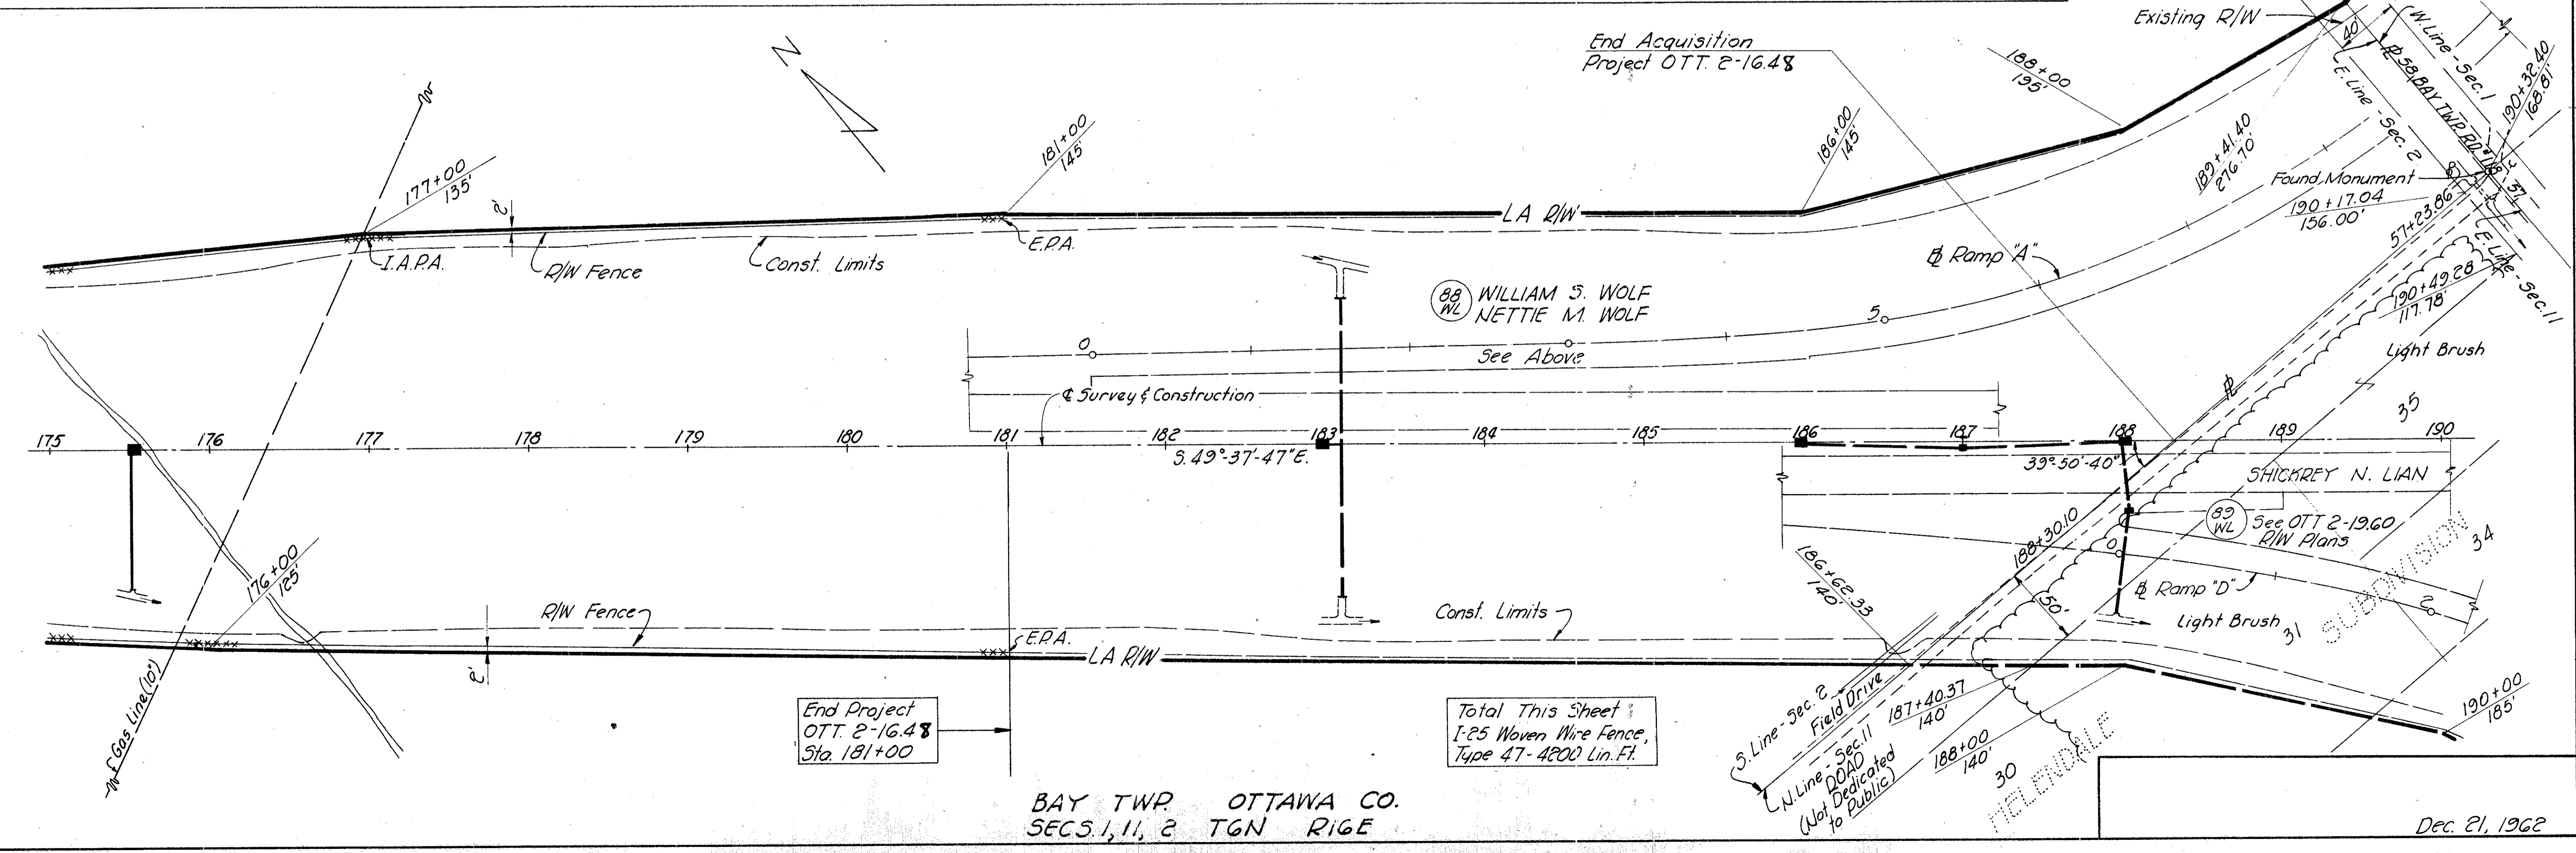 Existing R/W
40'
W. Line - Sec. 1
E. Line - Sec. 2
58 BAY TWP. RD. #118
190+32.40
168.81'
End Acquisition
Project OTT. 2-16.48
188+00
195'
N
181+00
145'
186+00
145'
189+41.40
276.70'
Found Monument
190+17.04
156.00'
57
57+23.86
E. Line - Sec. 11
177+00
135'
2'
LA R/W
I.A.P.A.
R/W Fence
Const. Limits
E.P.A.
88
WL
WILLIAM S. WOLF
NETTIE M. WOLF
℄ Ramp "A"
190+49.28
117.78'
0
5
See Above
Light Brush
℄ Survey & Construction
35
175
176
177
178
179
180
181
182
183
184
185
186
187
188
189
190
S. 49°-37'-47" E.
39°-50'-40"
SHICKREY N. LIAN
89
WL
See OTT 2-19.60
R/W Plans
34
SUBDIVISION
188+30.10
186+62.33
140'
0
℄ Ramp "D"
2
50'
Light Brush
31
176+00
125'
R/W Fence
Const. Limits
E.P.A.
2'
LA R/W
Gas Line (10")
End Project
OTT. 2-16.48
Sta. 181+00
Total This Sheet
I-25 Woven Wire Fence,
Type 47-4200 Lin. Ft.
S. Line - Sec. 2
Field Drive
N. Line - Sec. 11
ROAD
(Not Dedicated
to Public)
187+40.37
140'
188+00
140'
190+00
185'
30
HELENDALE
BAY TWP. OTTAWA CO.
SECS. 1, 11, 2 T6N R16E
Dec. 21, 1962